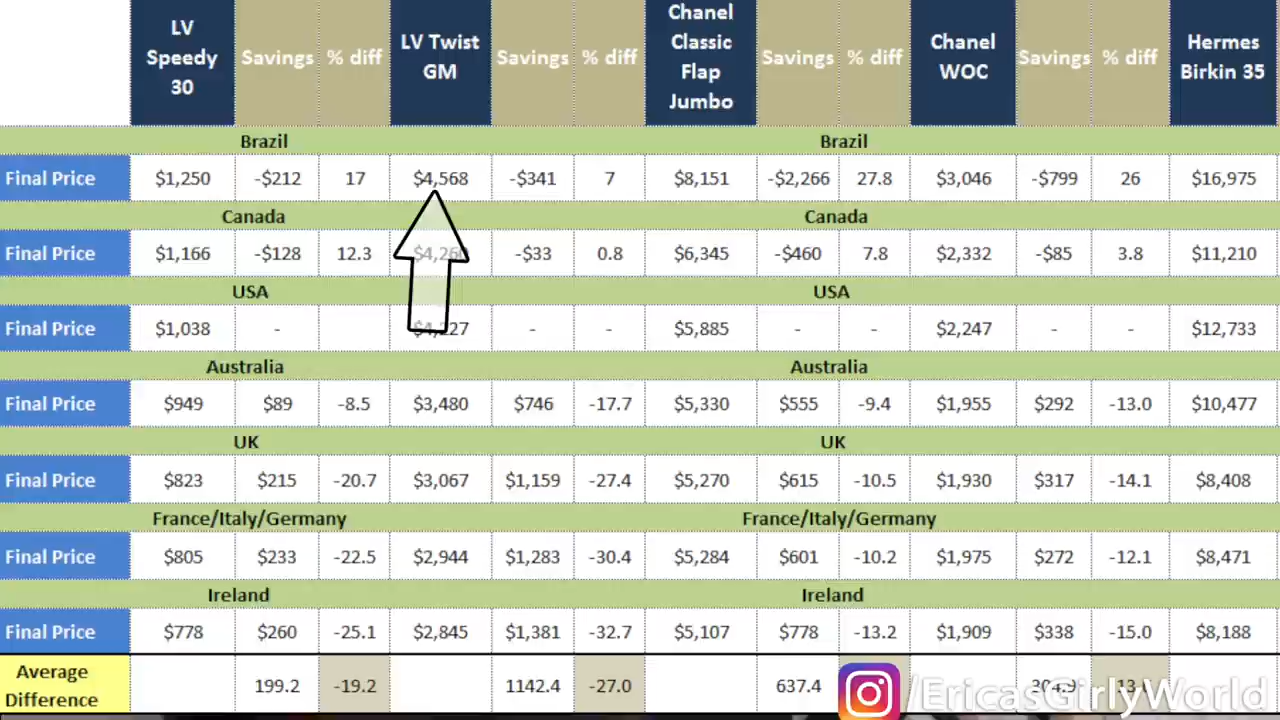 LV Speedy 30 Savings % diff LV Twist GM Savings % diff Chanel Classic Flap Jumbo Savings % diff Chanel WOC Savings % diff Hermes Birkin 35
Brazil Brazil
Final Price $1,250 -$212 17 $4,568 -$341 7 $8,151 -$2,266 27.8 $3,046 -$799 26 $16,975
Canada Canada
Final Price $1,166 -$128 12.3 $4,260 -$33 0.8 $6,345 -$460 7.8 $2,332 -$85 3.8 $11,210
USA USA
Final Price $1,038 - $4,227 - - $5,885 - - $2,247 - - $12,733
Australia Australia
Final Price $949 $89 -8.5 $3,480 $746 -17.7 $5,330 $555 -9.4 $1,955 $292 -13.0 $10,477
UK UK
Final Price $823 $215 -20.7 $3,067 $1,159 -27.4 $5,270 $615 -10.5 $1,930 $317 -14.1 $8,408
France/Italy/Germany France/Italy/Germany
Final Price $805 $233 -22.5 $2,944 $1,283 -30.4 $5,284 $601 -10.2 $1,975 $272 -12.1 $8,471
Ireland Ireland
Final Price $778 $260 -25.1 $2,845 $1,381 -32.7 $5,107 $778 -13.2 $1,909 $338 -15.0 $8,188
Average Difference 199.2 -19.2 1142.4 -27.0 637.4
/EricasGirlyWorld